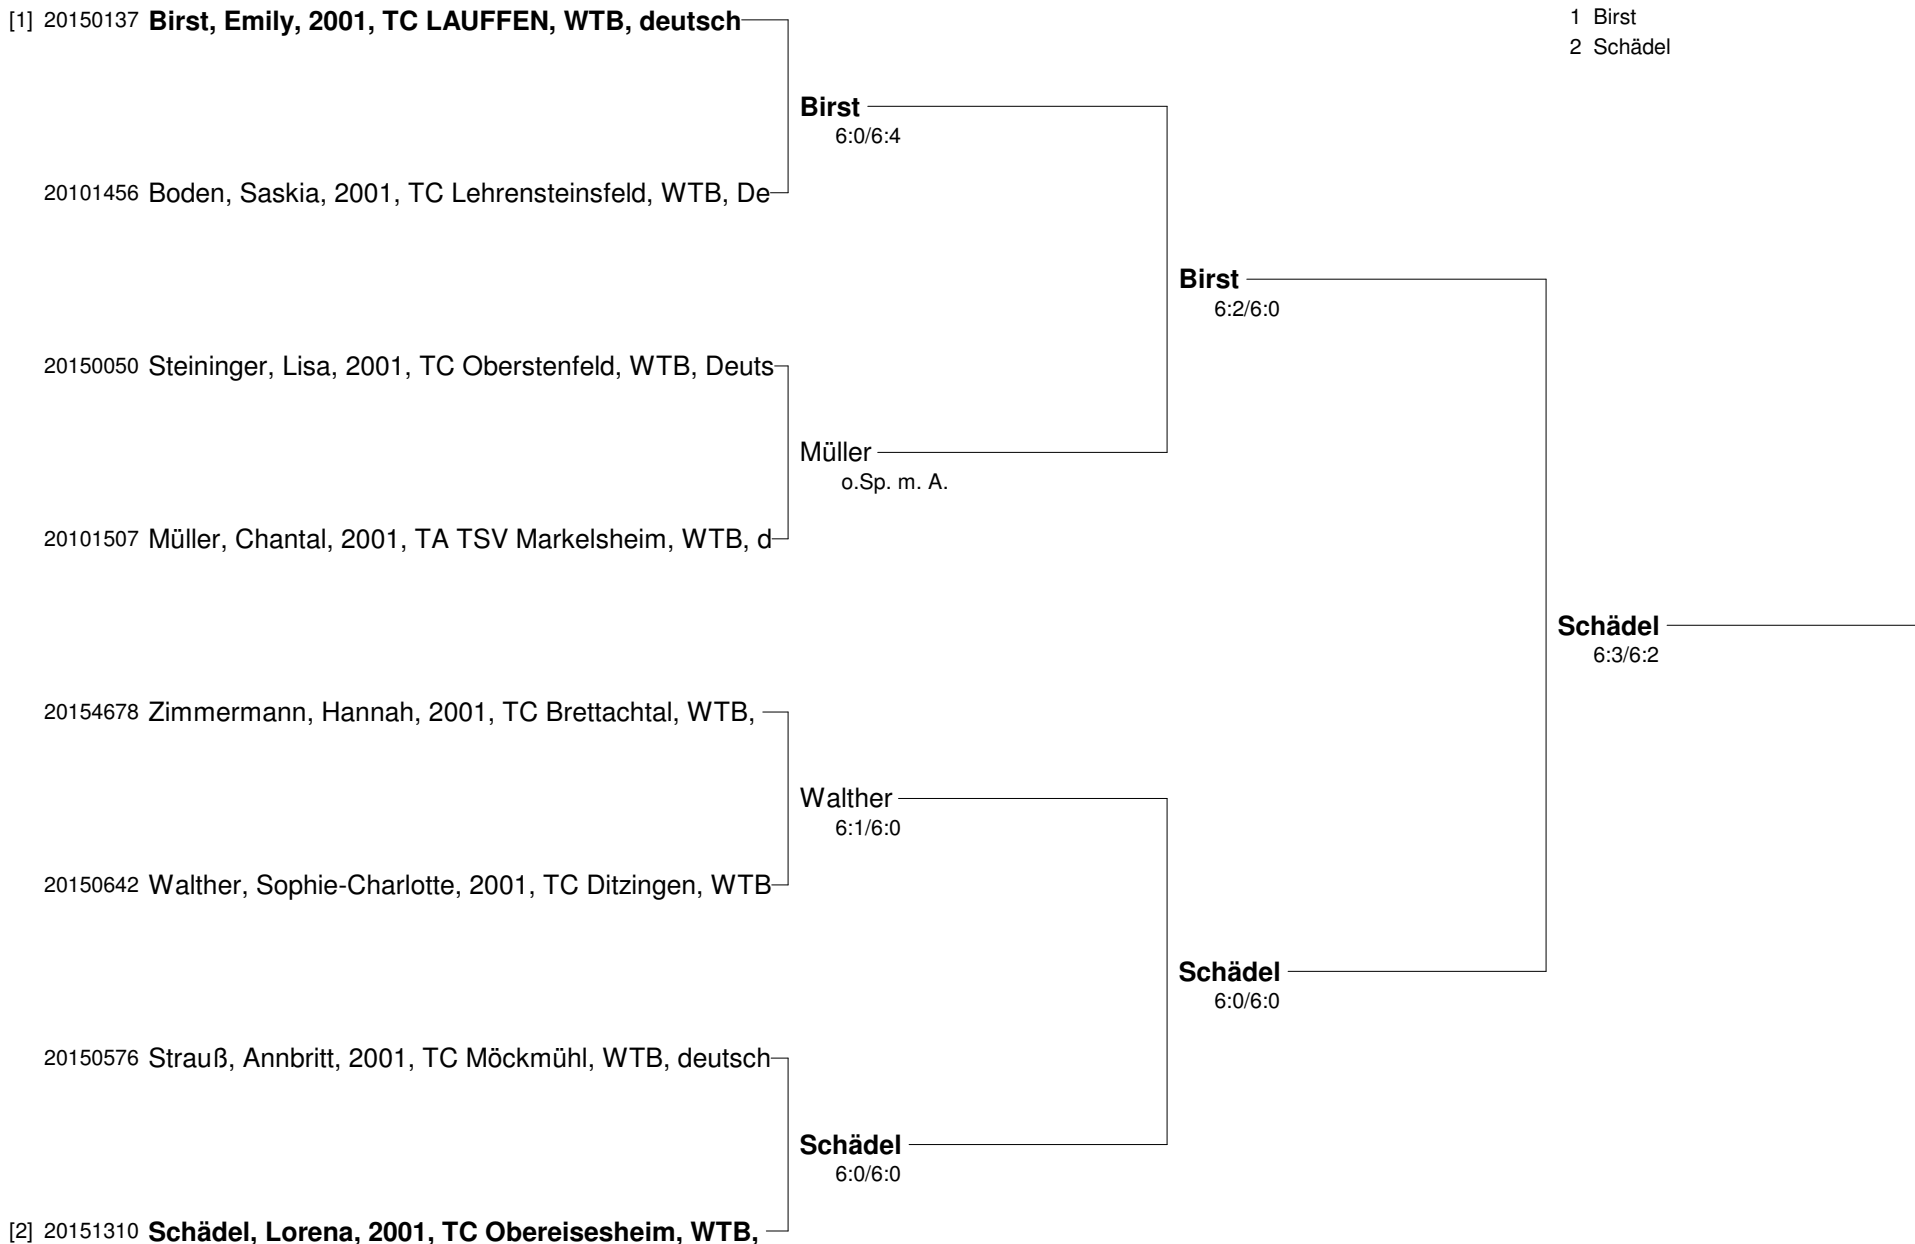 [1] 20150137 Birst, Emily, 2001, TC LAUFFEN, WTB, deutsch
1 Birst
2 Schädel
Birst
6:0/6:4
20101456 Boden, Saskia, 2001, TC Lehrensteinsfeld, WTB, De
Birst
6:2/6:0
20150050 Steininger, Lisa, 2001, TC Oberstenfeld, WTB, Deuts
Müller
o.Sp. m. A.
20101507 Müller, Chantal, 2001, TA TSV Markelsheim, WTB, d
Schädel
6:3/6:2
20154678 Zimmermann, Hannah, 2001, TC Brettachtal, WTB,
Walther
6:1/6:0
20150642 Walther, Sophie-Charlotte, 2001, TC Ditzingen, WTB
Schädel
6:0/6:0
20150576 Strauß, Annbritt, 2001, TC Möckmühl, WTB, deutsch
Schädel
6:0/6:0
[2] 20151310 Schädel, Lorena, 2001, TC Obereisesheim, WTB,